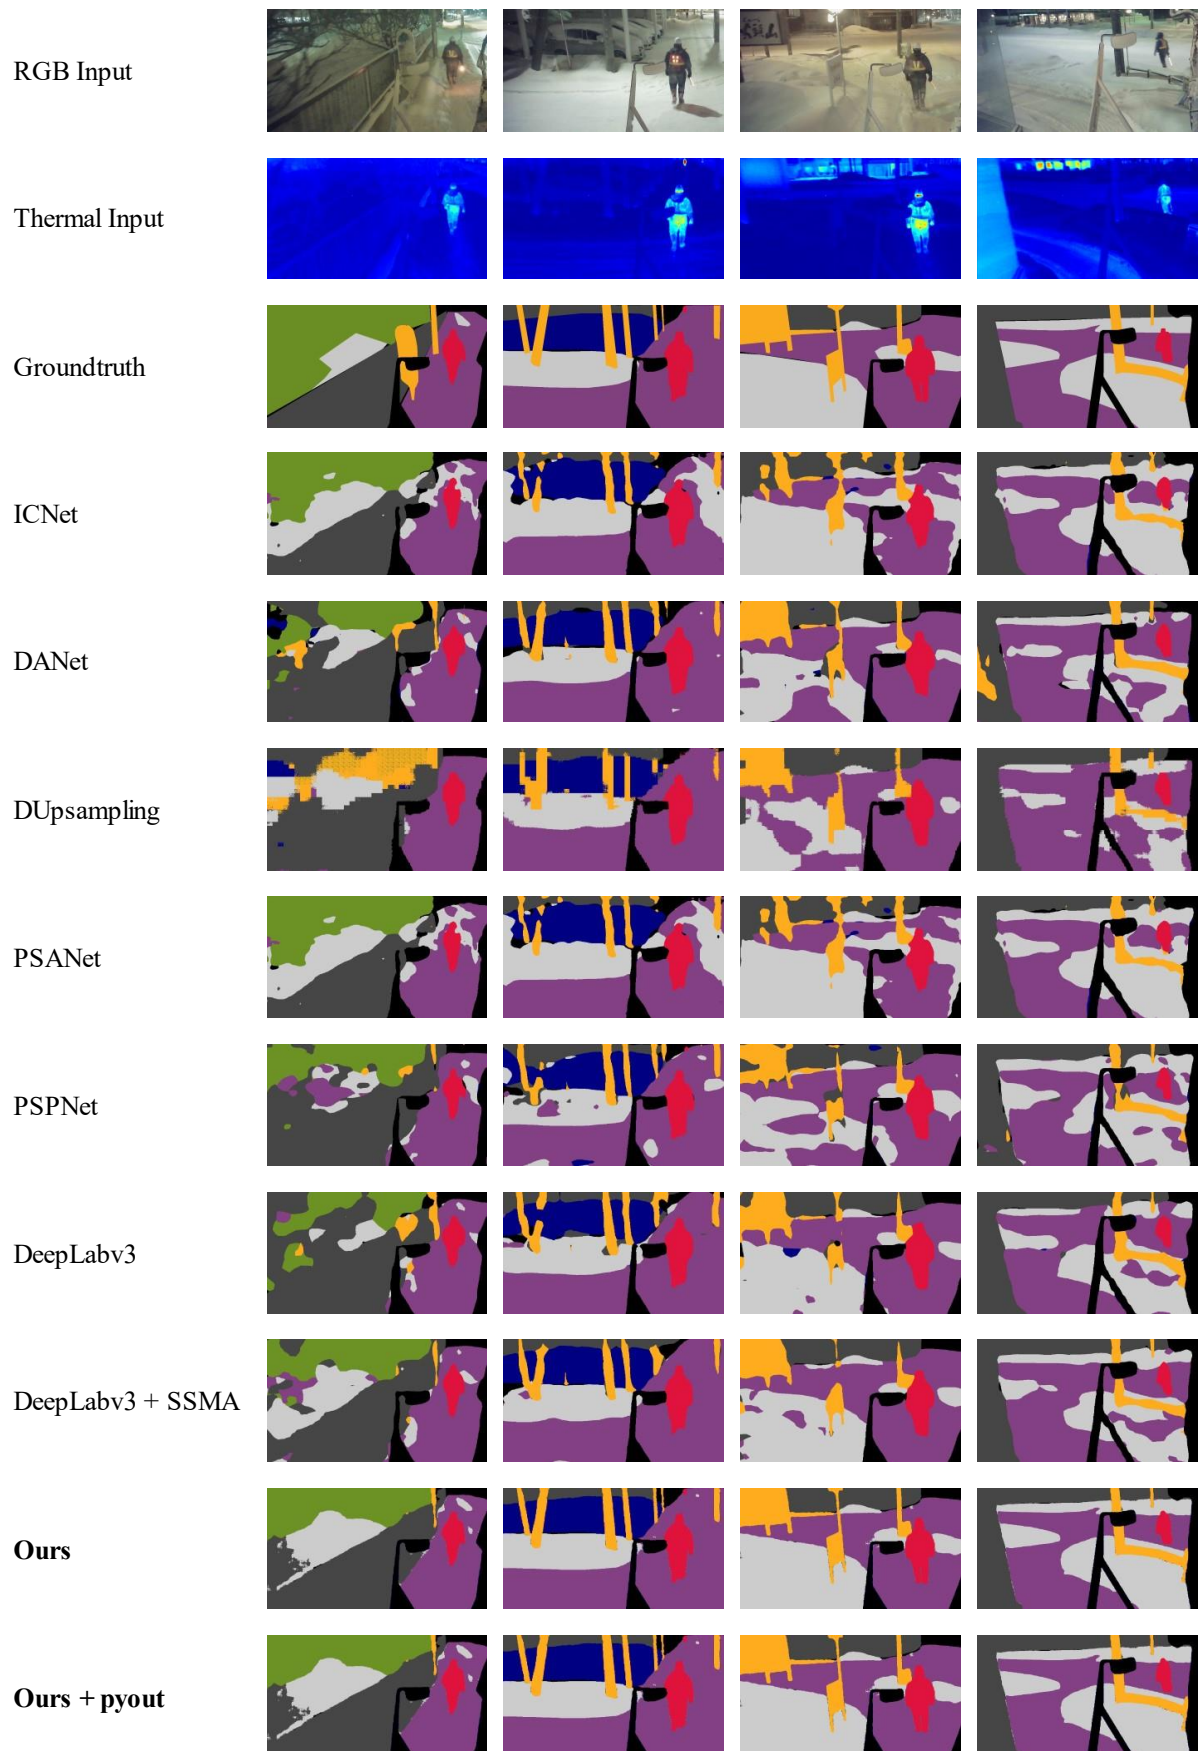 RGB Input
Thermal Input
Groundtruth
ICNet
DANet
DUpsampling
PSANet
PSPNet
DeepLabv3
DeepLabv3 + SSMA
Ours
Ours + pyout